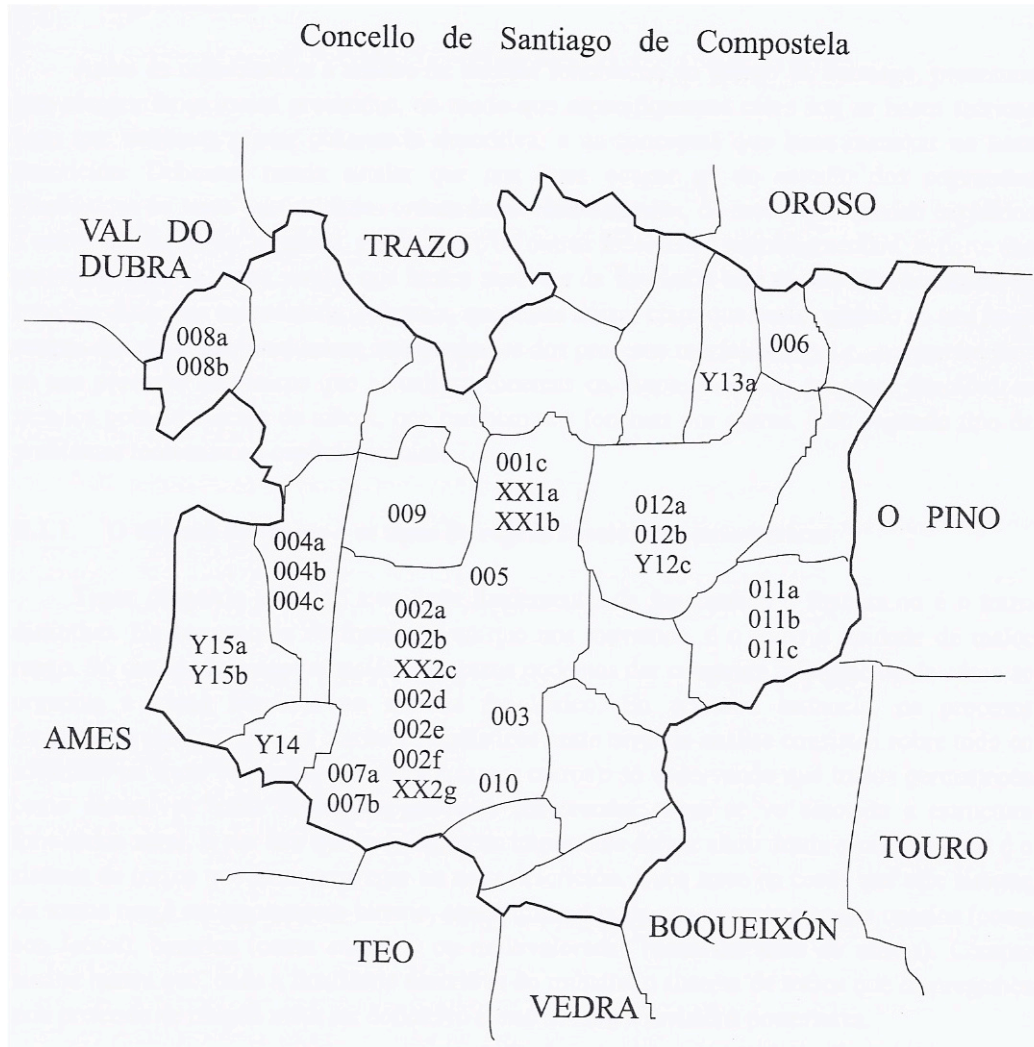 Concello de Santiago de Compostela
VAL DO
DUBRA
TRAZO
OROSO
008a
008b
006
Y13a
001c
XX1a
XX1b
009
012a
012b
Y12c
O PINO
004a
004b
004c
005
011a
011b
011c
002a
002b
XX2c
002d
002e
002f
XX2g
Y15a
Y15b
003
AMES
Y14
007a
007b
010
TOURO
TEO
BOQUEIXÓN
VEDRA